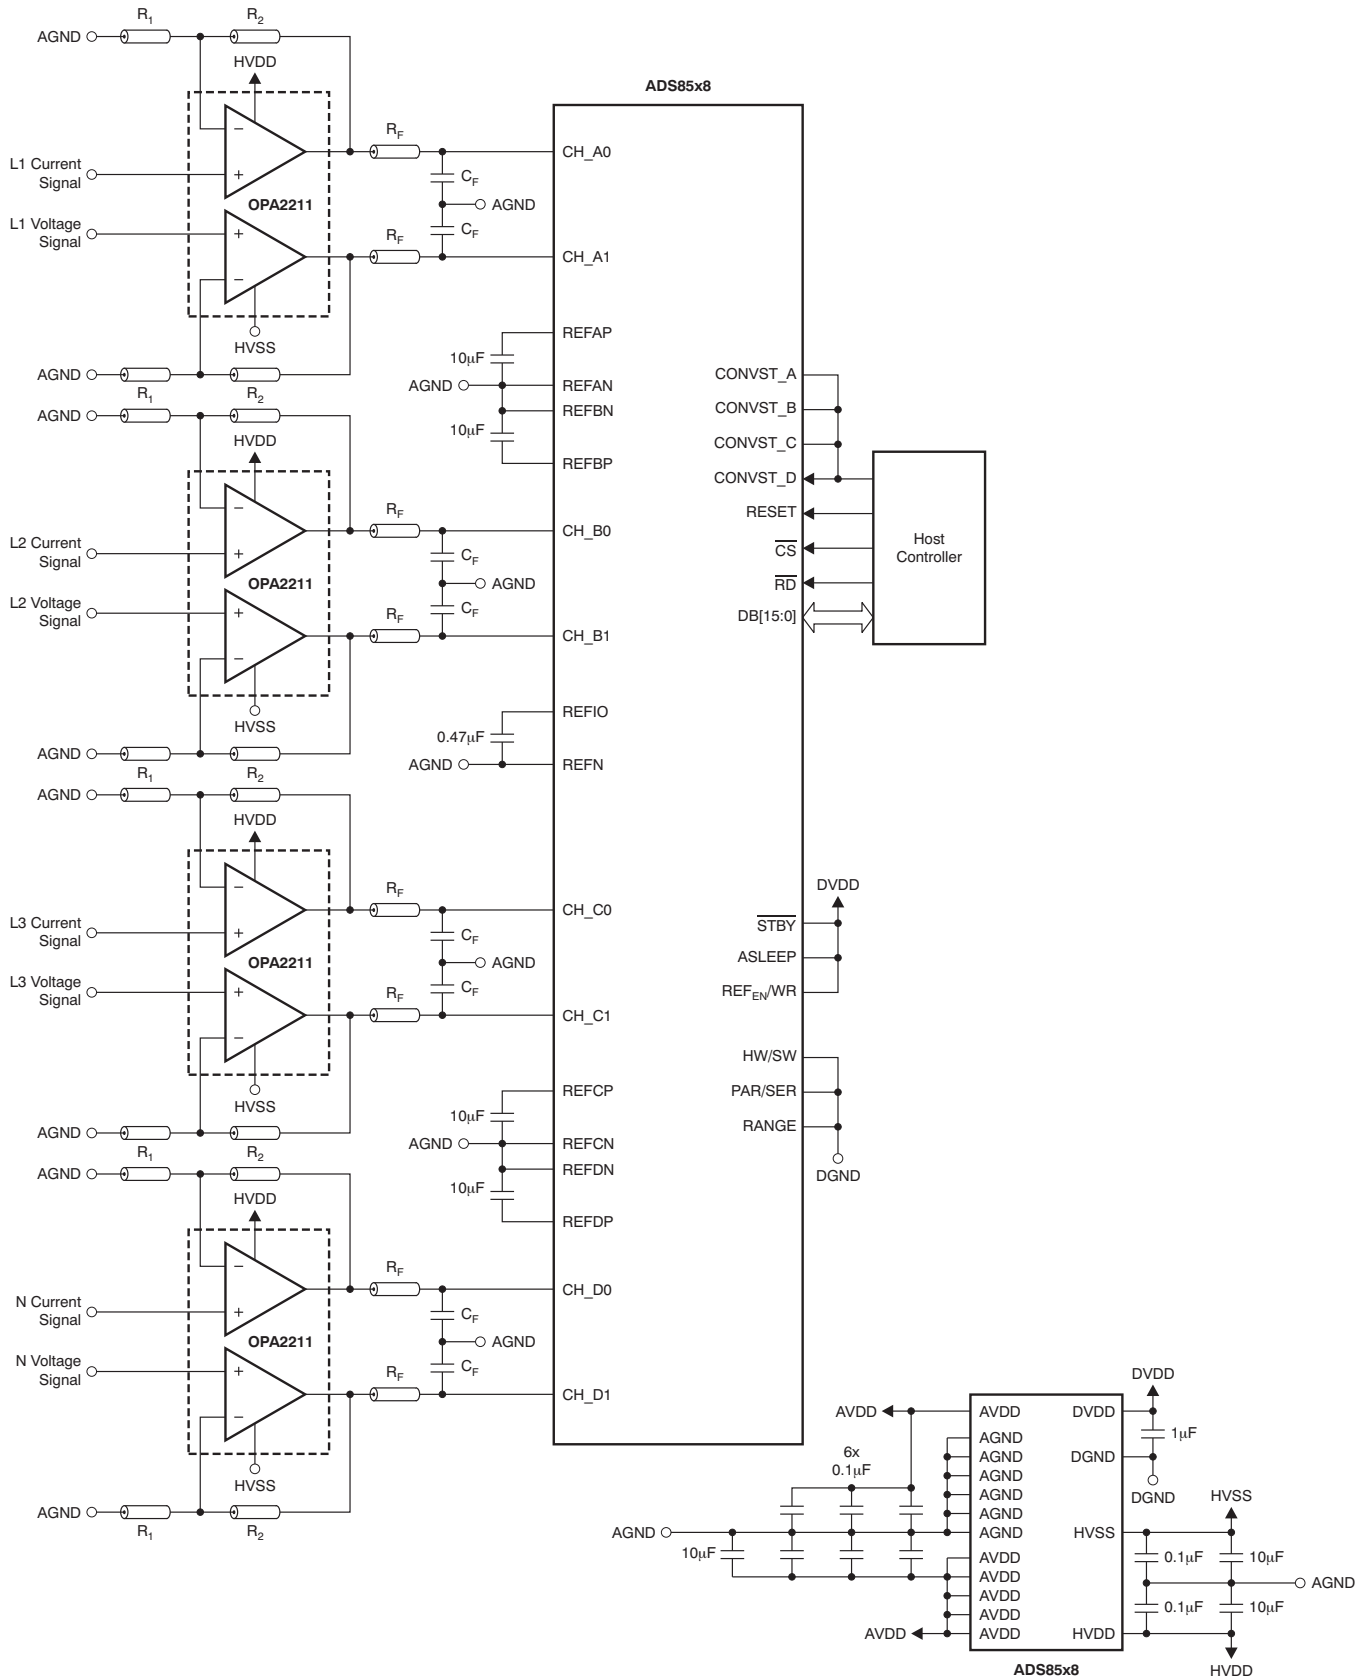 R1
R2
AGND
HVDD
ADS85x8
RF
CH_A0
L1 Current
Signal
CF
OPA2211
AGND
L1 Voltage
Signal
CF
RF
CH_A1
HVSS
REFAP
10µF
AGND
REFAN
REFBN
10µF
REFBP
AGND
R1
R2
AGND
HVDD
CONVST_A
CONVST_B
CONVST_C
CONVST_D
RESET
CS
RD
DB[15:0]
Host
Controller
RF
CH_B0
L2 Current
Signal
CF
OPA2211
AGND
L2 Voltage
Signal
CF
RF
CH_B1
HVSS
REFIO
0.47µF
AGND
REFN
AGND
R1
R2
AGND
HVDD
RF
CH_C0
L3 Current
Signal
CF
OPA2211
AGND
L3 Voltage
Signal
CF
RF
CH_C1
HVSS
DVDD
STBY
ASLEEP
REFEN/WR
HW/SW
PAR/SER
RANGE
DGND
REFCP
10µF
AGND
REFCN
REFDN
10µF
REFDP
AGND
R1
R2
AGND
HVDD
RF
CH_D0
N Current
Signal
CF
OPA2211
AGND
N Voltage
Signal
CF
RF
CH_D1
HVSS
AGND
R1
R2
DVDD
AVDD
AVDD
DVDD
AGND
1µF
6x
0.1µF
AGND
DGND
AGND
AGND
DGND
HVSS
AGND
AGND
AGND
HVSS
10µF
0.1µF
10µF
AVDD
AVDD
AGND
AVDD
0.1µF
10µF
AVDD
AVDD
AVDD
HVDD
ADS85x8
HVDD